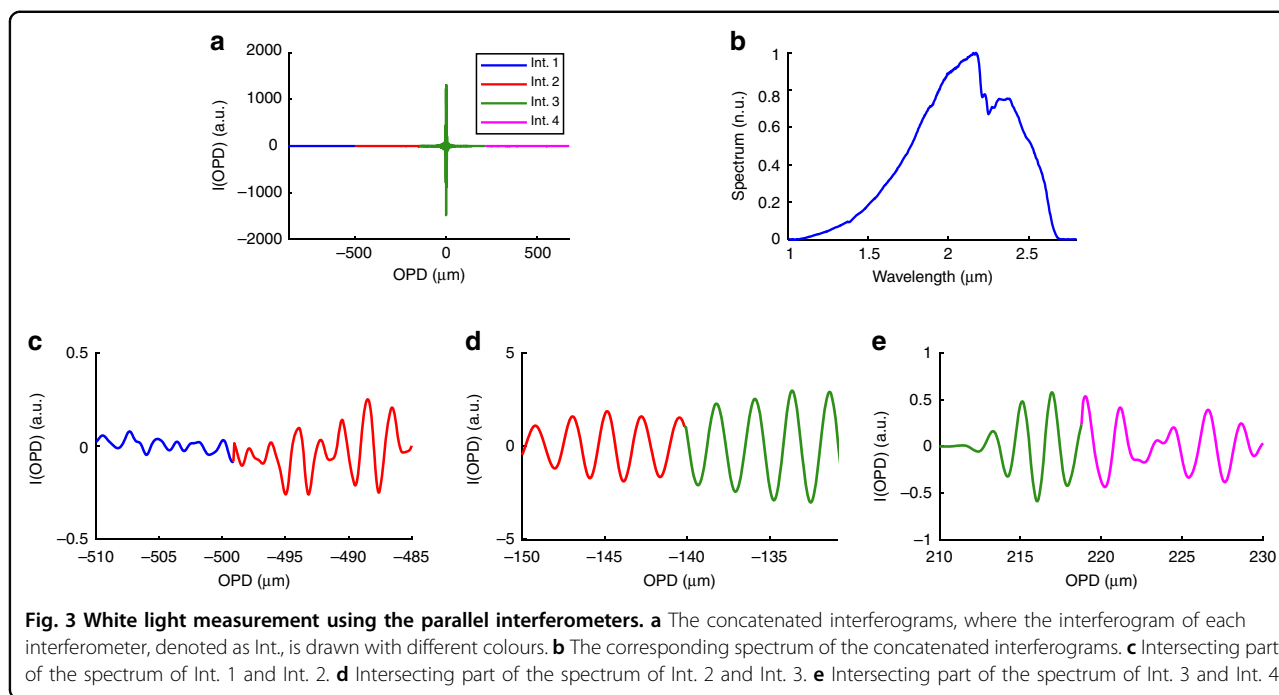 a
2000
1000
0
−1000
−2000
I(OPD) (a.u.)
−500
0
500
OPD (μm)
Int. 1
Int. 2
Int. 3
Int. 4
b
1
0.8
0.6
0.4
0.2
0
Spectrum (n.u.)
1
1.5
2
2.5
Wavelength (μm)
c
0.5
0
−0.5
I(OPD) (a.u.)
−510
−505
−500
−495
−490
−485
OPD (μm)
d
5
0
−5
I(OPD) (a.u.)
−150
−145
−140
−135
OPD (μm)
e
1
0.5
0
−0.5
−1
I(OPD) (a.u.)
210
215
220
225
230
OPD (μm)
Fig. 3 White light measurement using the parallel interferometers. a The concatenated interferograms, where the interferogram of each
interferometer, denoted as Int., is drawn with different colours. b The corresponding spectrum of the concatenated interferograms. c Intersecting part
of the spectrum of Int. 1 and Int. 2. d Intersecting part of the spectrum of Int. 2 and Int. 3. e Intersecting part of the spectrum of Int. 3 and Int. 4